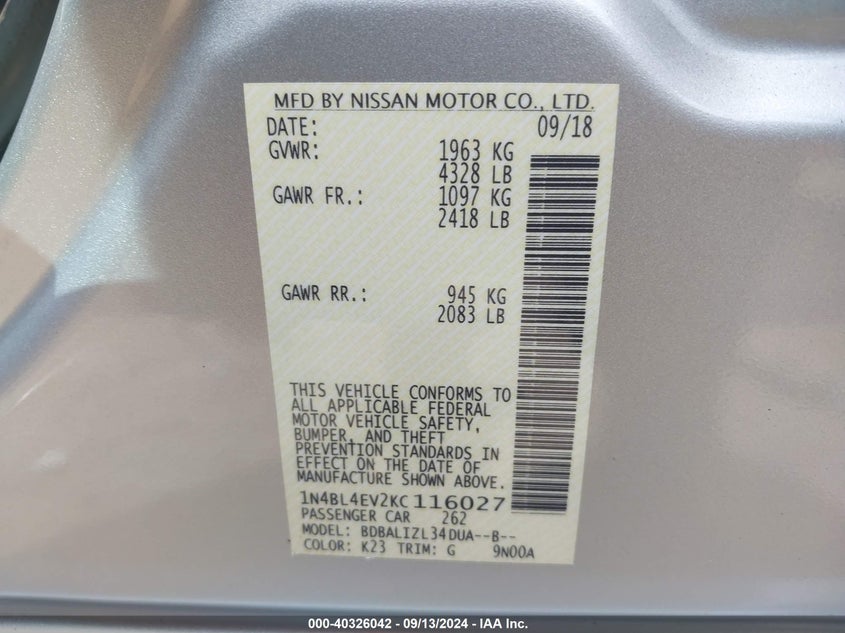 MFD BY NISSAN MOTOR CO., LTD.
DATE: 09/18
GVWR: 1963 KG
4328 LB
GAWR FR.: 1097 KG
2418 LB
GAWR RR.: 945 KG
2083 LB
THIS VEHICLE CONFORMS TO
ALL APPLICABLE FEDERAL
MOTOR VEHICLE SAFETY,
BUMPER, AND THEFT
PREVENTION STANDARDS IN
EFFECT ON THE DATE OF
MANUFACTURE SHOWN ABOVE.
1N4BL4EV2KC116027
PASSENGER CAR 262
MODEL: BDBALIZL34DUA--B--
COLOR: K23 TRIM: G 9N00A
000-40326042 - 09/13/2024 - IAA Inc.